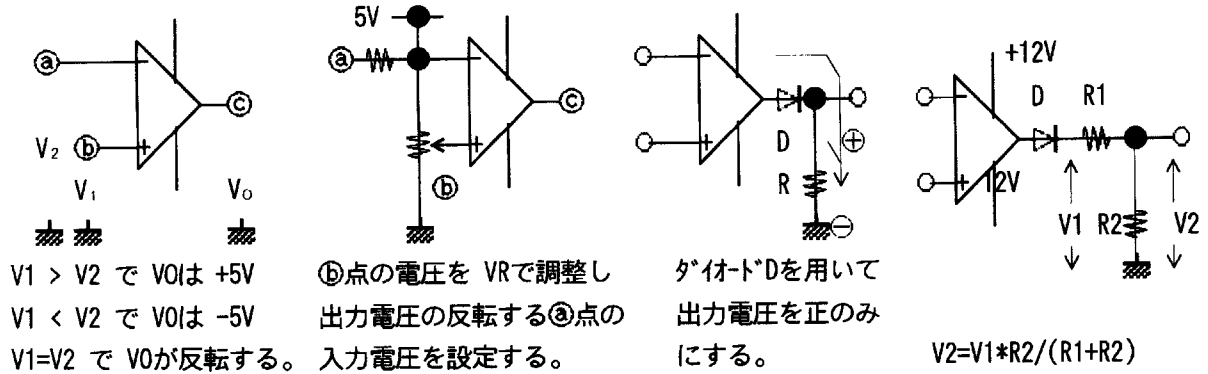 5V
ⓐ
−
ⓒ
V₂ ⓑ
+
V₁
V₀
V1 > V2 で V0は +5V
V1 < V2 で V0は -5V
V1=V2 で V0が反転する。
ⓐ
−
ⓒ
+
ⓑ
ⓑ点の電圧を VRで調整し
出力電圧の反転するⓐ点の
入力電圧を設定する。
−
+
D
⊕
R
⊖
ダイオードDを用いて
出力電圧を正のみ
にする。
+12V
D R1
−
+
12V
V1 R2 V2
V2=V1*R2/(R1+R2)